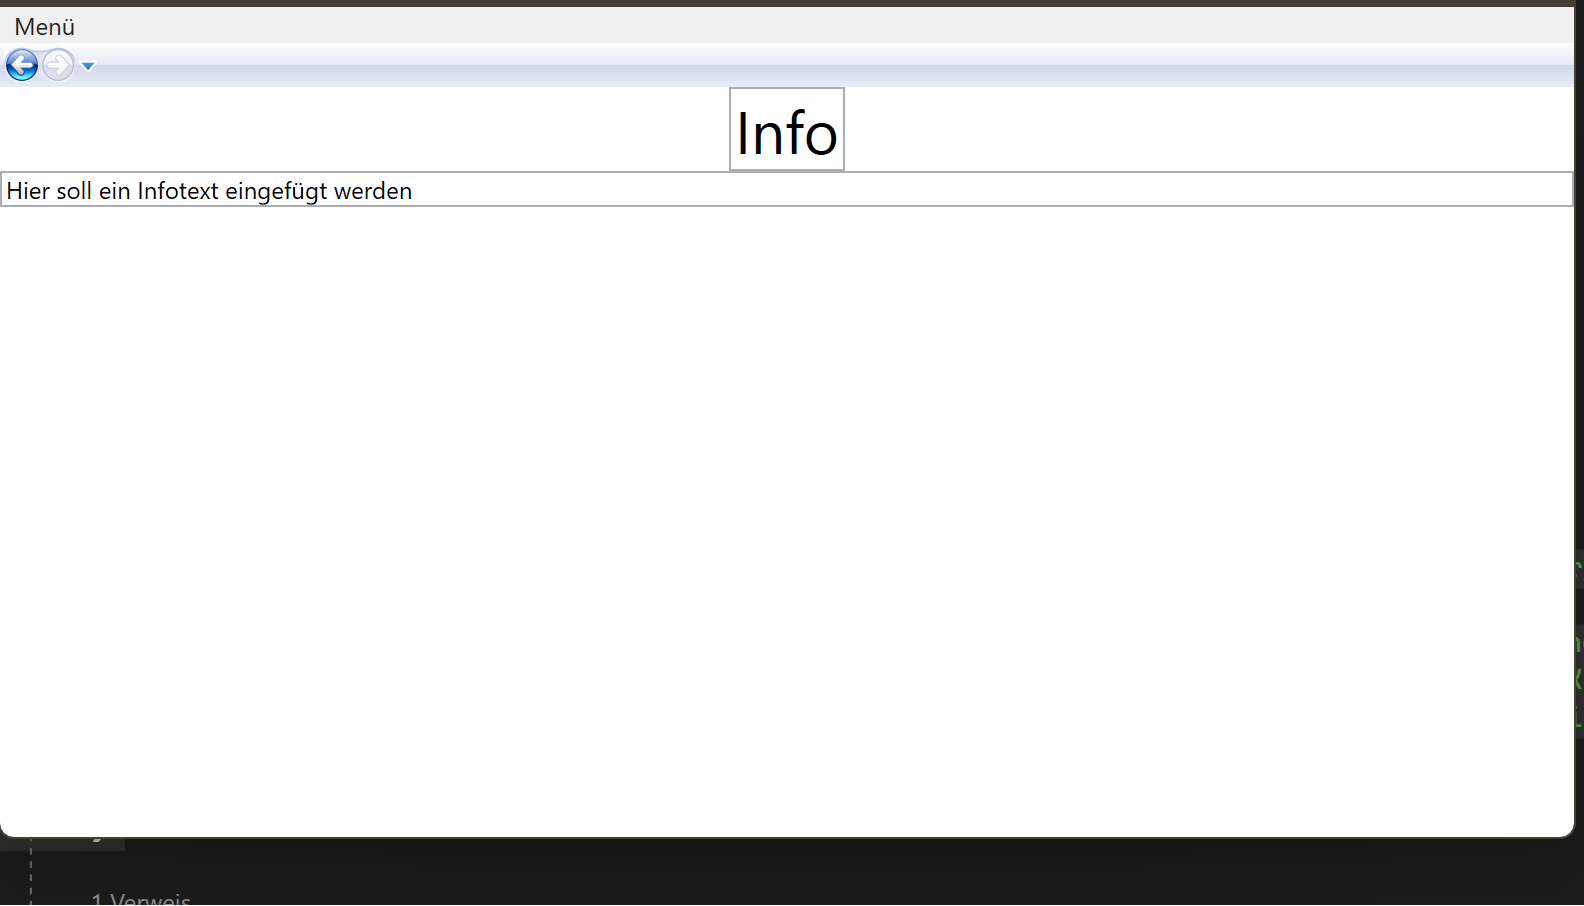 Menü
Info
Hier soll ein Infotext eingefügt werden
1 Verweis